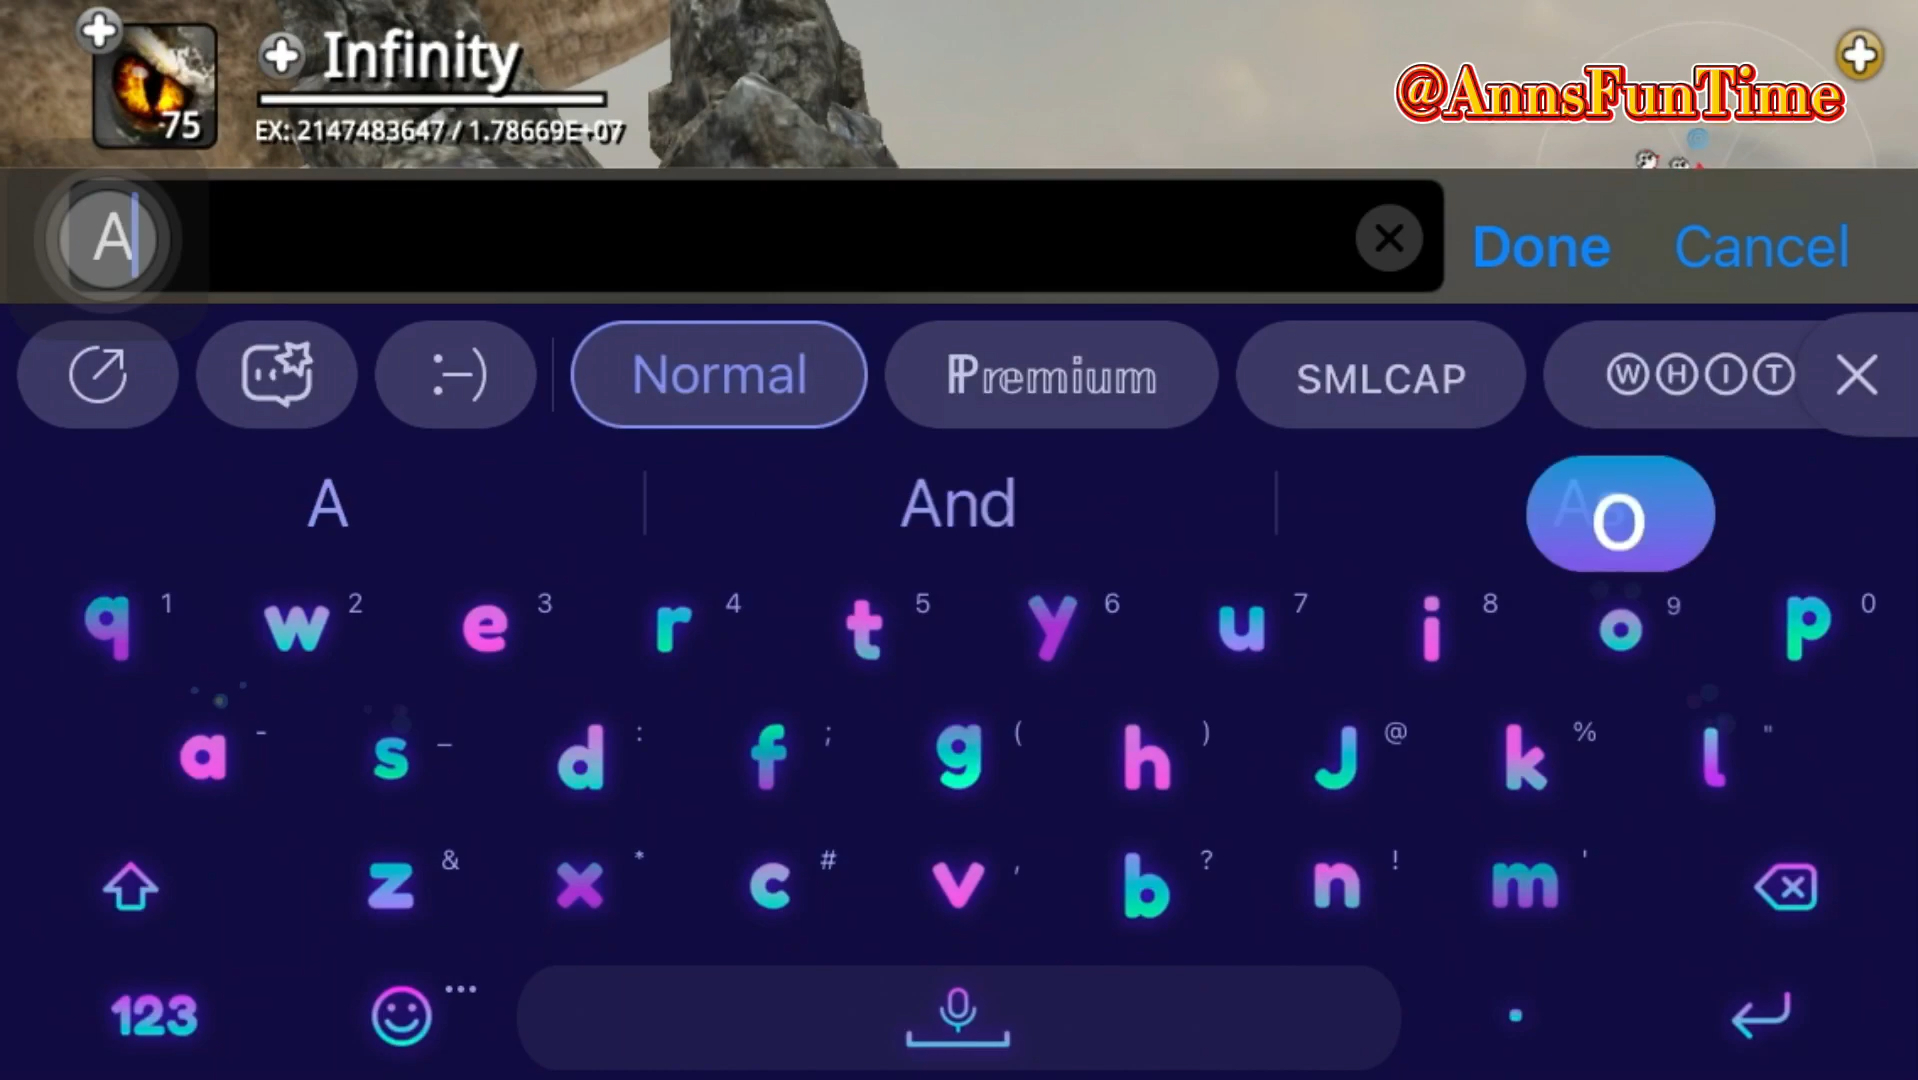 Infinity
75
EX: 2147483647 / 1.78669E+07
@AnnsFunTime
A
Done Cancel
:-) Normal Premium SMLCAP WHIT
A And O
q 1 w 2 e 3 r 4 t 5 y 6 u 7 i 8 o 9 p 0
a - s _ d : f ; g ( h ) J @ k % l "
z & x * c # v , b ? n ! m '
123 ... .